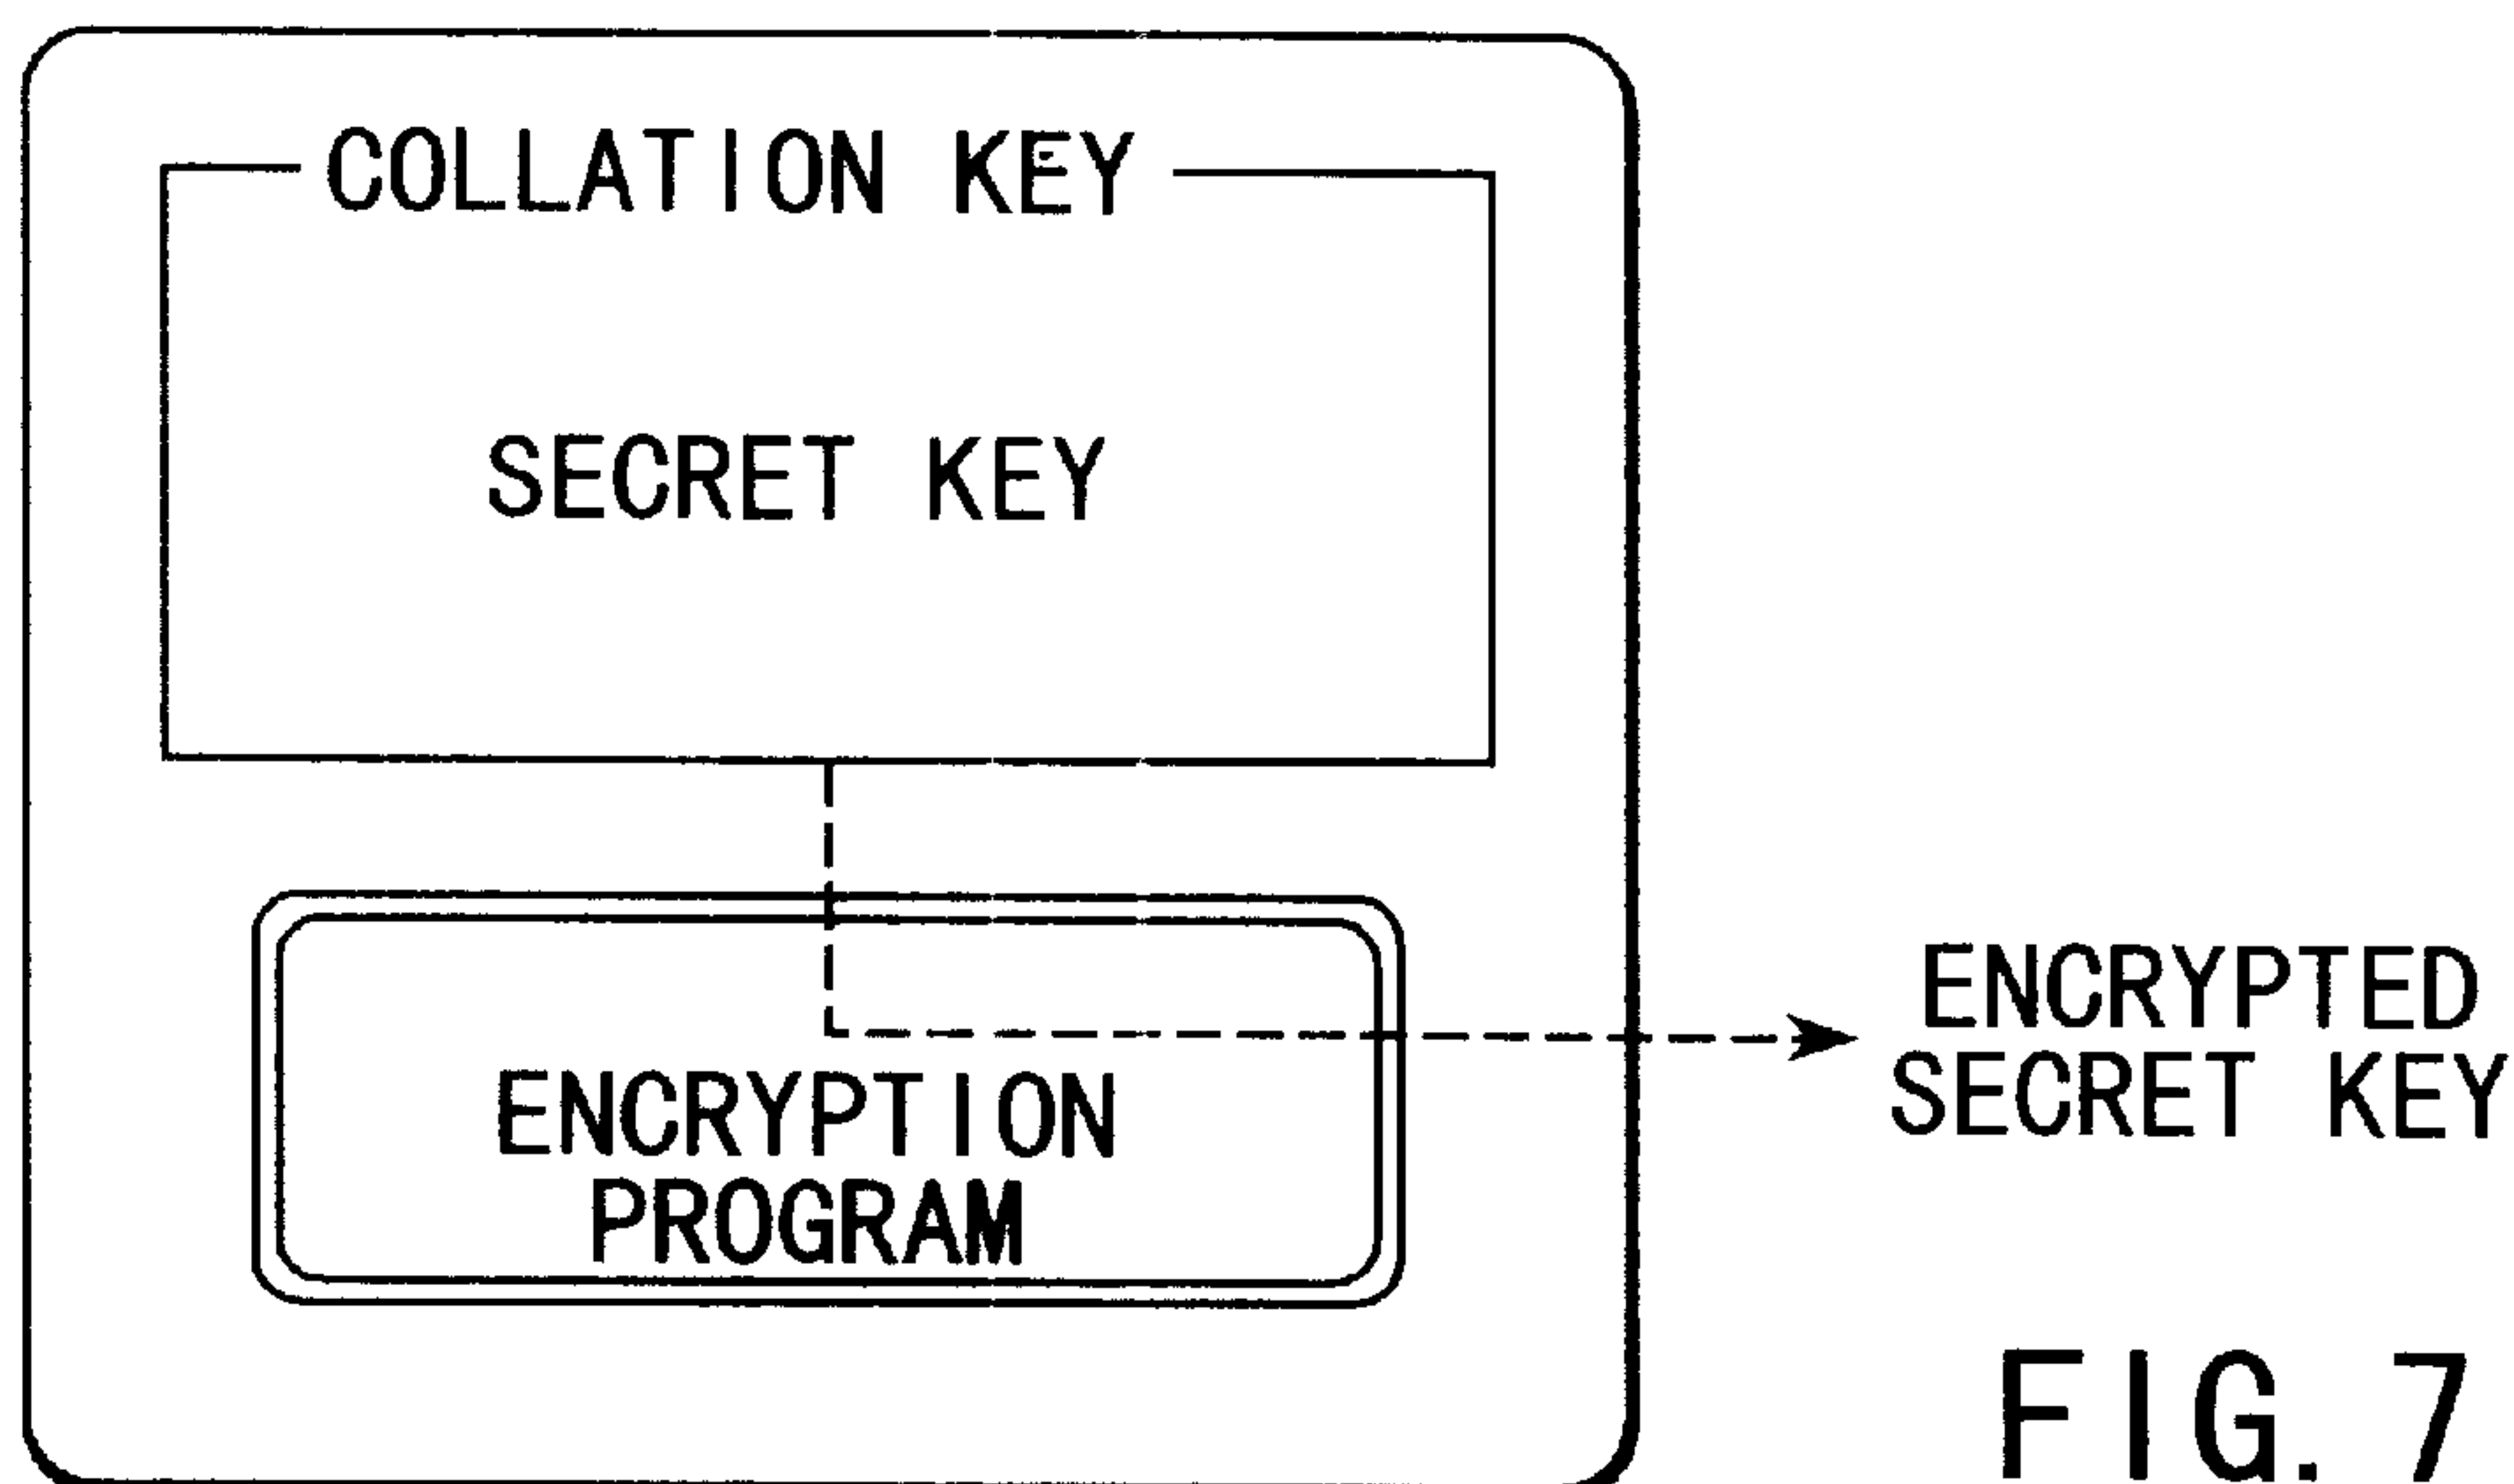 COLLATION KEY
SECRET KEY
ENCRYPTION
PROGRAM
ENCRYPTED
SECRET KEY
FIG. 7